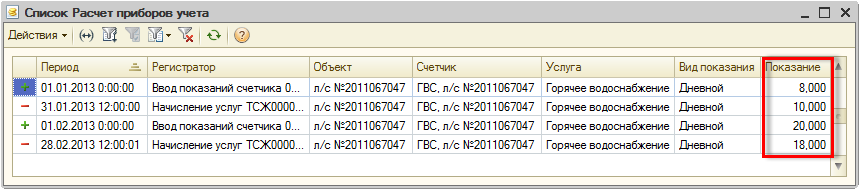 Список Расчет приборов учета
Действия
Период Регистратор Объект Счетчик Услуга Вид показания Показание
01.01.2013 0:00:00 Ввод показаний счетчика 0... л/с №2011067047 ГВС, л/с №2011067047 Горячее водоснабжение Дневной 8,000
31.01.2013 12:00:00 Начисление услуг ТСЖ0000... л/с №2011067047 ГВС, л/с №2011067047 Горячее водоснабжение Дневной 10,000
01.02.2013 0:00:00 Ввод показаний счетчика 0... л/с №2011067047 ГВС, л/с №2011067047 Горячее водоснабжение Дневной 20,000
28.02.2013 12:00:01 Начисление услуг ТСЖ0000... л/с №2011067047 ГВС, л/с №2011067047 Горячее водоснабжение Дневной 18,000